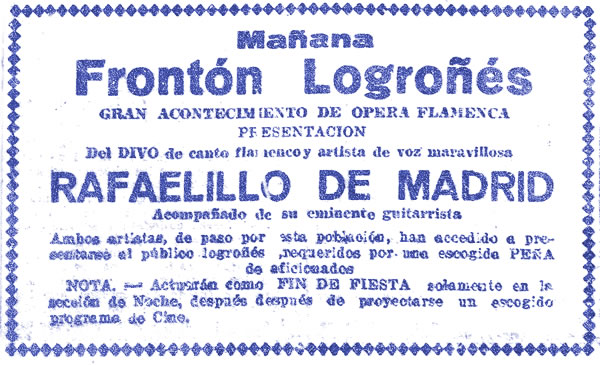 Mañana
Frontón Logroñés
GRAN ACONTECIMIENTO DE OPERA FLAMENCA
PRESENTACION
Del DIVO de canto flamenco y artista de voz maravillosa
RAFAELILLO DE MADRID
Acompañado de su eminente guitarrista
Ambos artistas, de paso por esta población, han accedido a pre-
sentarse al público logroñés ,requeridos por una escogida PEÑA
de aficionados
NOTA. — Actuarán como FIN DE FIESTA solamente en la
sección de Noche, después después de proyectarse un escogido
programa de Cine.